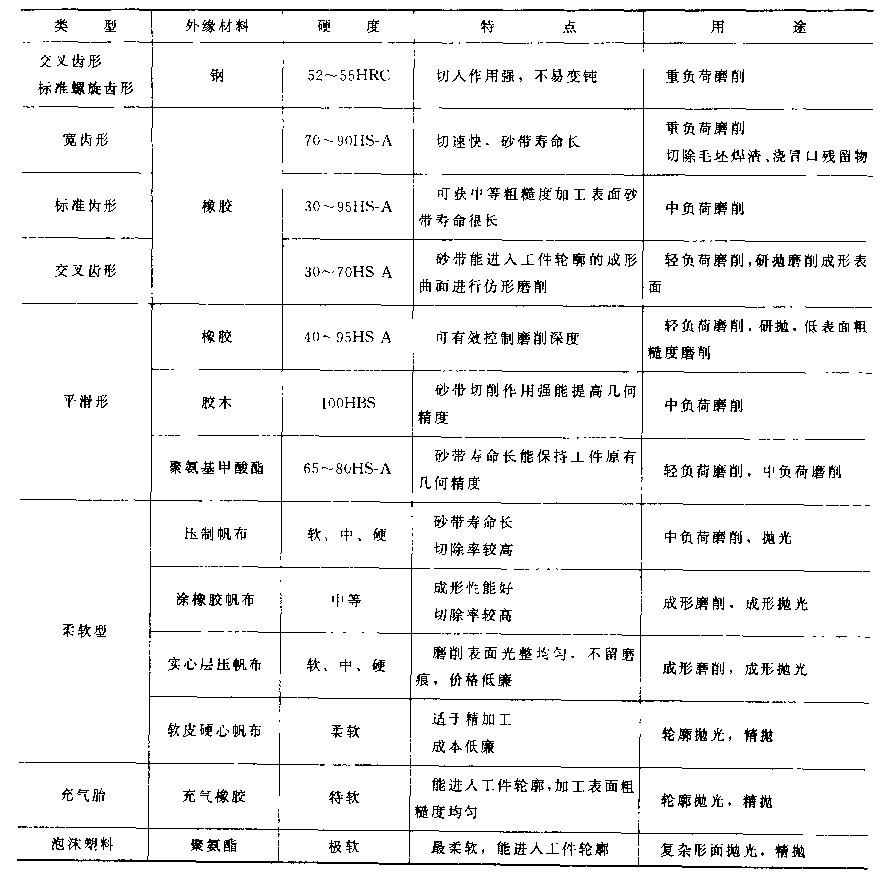 类 型 外缘材料 硬 度 特 点 用 途
交叉齿形
标准螺旋齿形 钢 52~55HRC 切入作用强，不易变钝 重负荷磨削
宽齿形 70~90HS-A 切速快、砂带寿命长 重负荷磨削
切除毛坯焊渣、浇冒口残留物
标准齿形 橡胶 30~95HS-A 可获中等粗糙度加工表面砂
带寿命很长 中负荷磨削
交叉齿形 30~70HS-A 砂带能进入工件轮廓的成形
曲面进行仿形磨削 轻负荷磨削，研抛磨削成形表
面
平滑形 橡胶 40~95HS-A 可有效控制磨削深度 轻负荷磨削，研抛，低表面粗
糙度磨削
胶木 100HBS 砂带切削作用强能提高几何
精度 中负荷磨削
聚氨基甲酸酯 65~80HS-A 砂带寿命长能保持工件原有
几何精度 轻负荷磨削，中负荷磨削
柔软型 压制帆布 软、中、硬 砂带寿命长
切除率较高 中负荷磨削、抛光
涂橡胶帆布 中等 成形性能好
切除率较高 成形磨削，成形抛光
实心层压帆布 软、中、硬 磨削表面光整均匀、不留磨
痕，价格低廉 成形磨削，成形抛光
软皮硬心帆布 柔软 适于精加工
成本低廉 轮廓抛光，精抛
充气胎 充气橡胶 特软 能进入工件轮廓，加工表面粗
糙度均匀 轮廓抛光，精抛
泡沫塑料 聚氨酯 极软 最柔软，能进入工件轮廓 复杂形面抛光，精抛